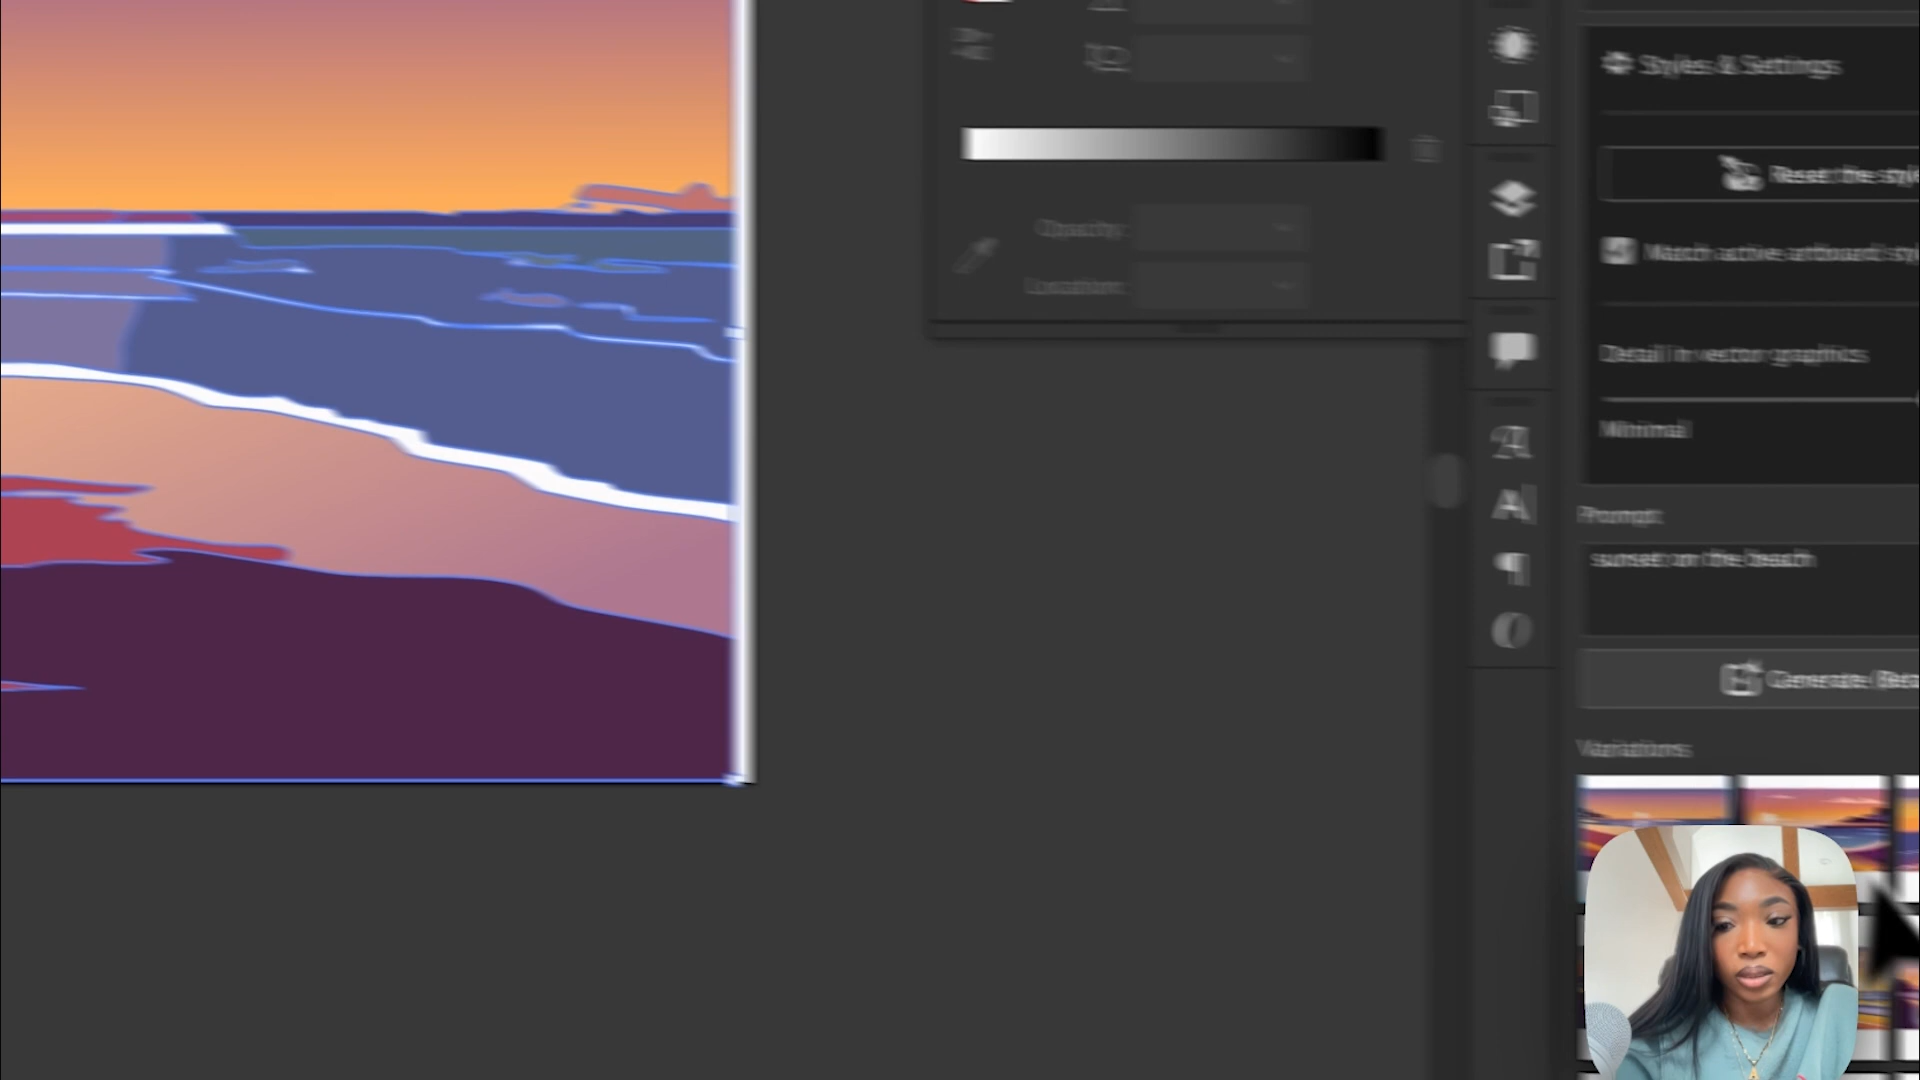 Styles & Settings
Reset the style
Match active artboard style
Opacity:
Location:
Detail in vector graphics
Minimal
Prompt:
sunset on the beach
Generate (Beta
Variations: